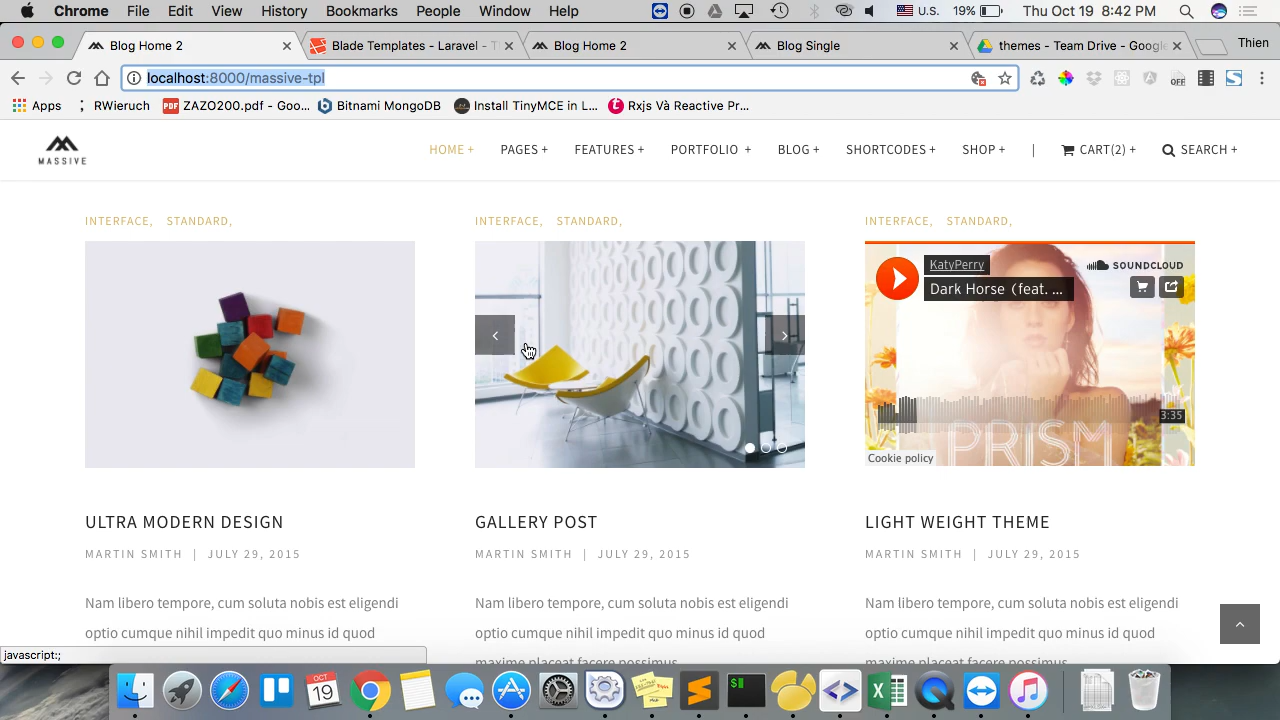 Chrome File Edit View History Bookmarks People Window Help U.S. 19% Thu Oct 19 8:42 PM
Blog Home 2 Blade Templates - Laravel - T Blog Home 2 Blog Single themes - Team Drive - Google Thien
localhost:8000/massive-tpl OFF
Apps RWieruch PDF ZAZO200.pdf - Goo... Bitnami MongoDB Install TinyMCE in L... Rxjs Và Reactive Pr...
MASSIVE
HOME + PAGES + FEATURES + PORTFOLIO + BLOG + SHORTCODES + SHOP + | CART(2) + SEARCH +
INTERFACE, STANDARD, INTERFACE, STANDARD, INTERFACE, STANDARD,
KatyPerry SOUNDCLOUD
Dark Horse (feat. ...
3:35
PRISM
Cookie policy
ULTRA MODERN DESIGN GALLERY POST LIGHT WEIGHT THEME
MARTIN SMITH | JULY 29, 2015 MARTIN SMITH | JULY 29, 2015 MARTIN SMITH | JULY 29, 2015
Nam libero tempore, cum soluta nobis est eligendi Nam libero tempore, cum soluta nobis est eligendi Nam libero tempore, cum soluta nobis est eligendi
optio cumque nihil impedit quo minus id quod optio cumque nihil impedit quo minus id quod optio cumque nihil impedit quo minus id quod
maxime placeat facere possimus maxime placeat facere possimus
javascript:;
OCT
19